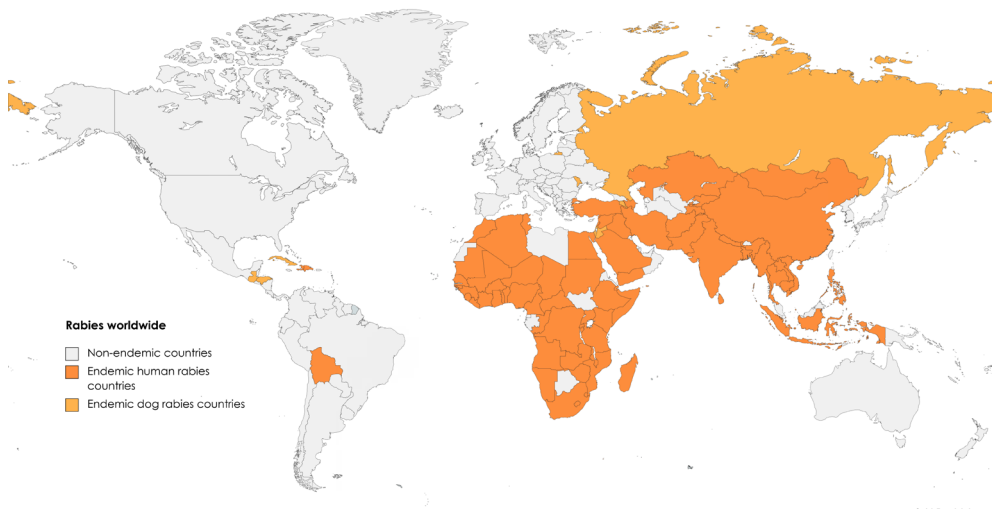 Rabies worldwide
Non-endemic countries
Endemic human rabies
countries
Endemic dog rabies countries